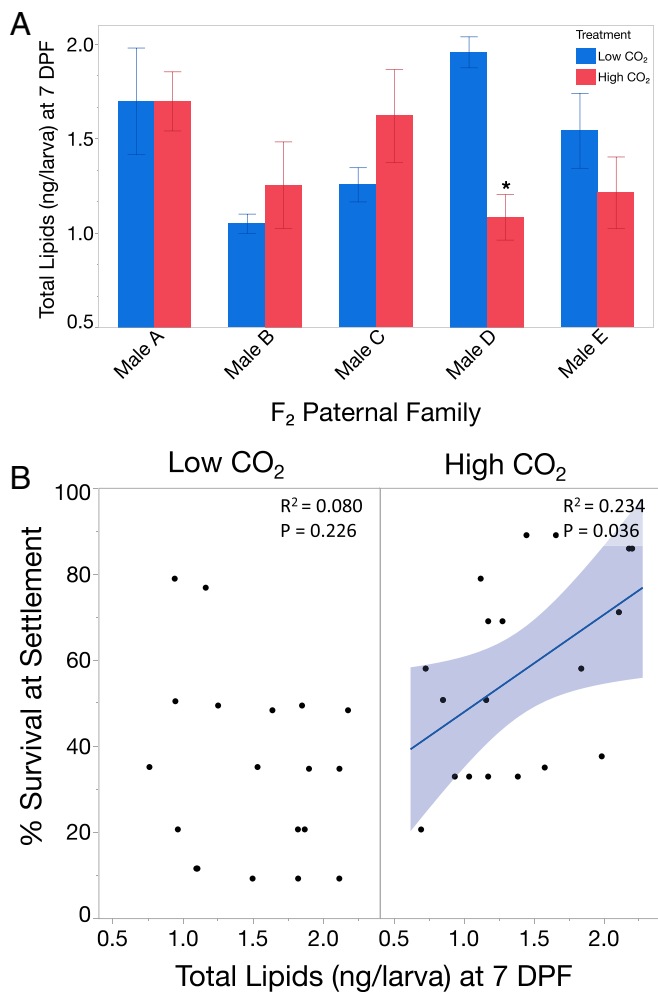 A
Total Lipids (ng/larva) at 7 DPF
2.0
1.5
1.0
0.5
Treatment
Low CO₂
High CO₂
*
Male A
Male B
Male C
Male D
Male E
F₂ Paternal Family
B
Low CO₂
High CO₂
% Survival at Settlement
100
80
60
40
20
0
R² = 0.080
P = 0.226
R² = 0.234
P = 0.036
0.5 1.0 1.5 2.0 0.5 1.0 1.5 2.0
Total Lipids (ng/larva) at 7 DPF